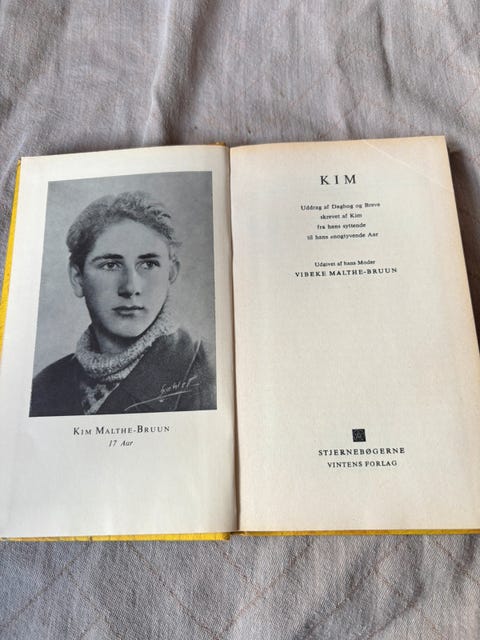 KIM MALTHE-BRUUN
17 Aar
KIM
Uddrag af Dagbog og Breve
skrevet af Kim
fra hans syttende
til hans enogtyvende Aar
Udgivet af hans Moder
VIBEKE MALTHE-BRUUN
STJERNEBØGERNE
VINTENS FORLAG